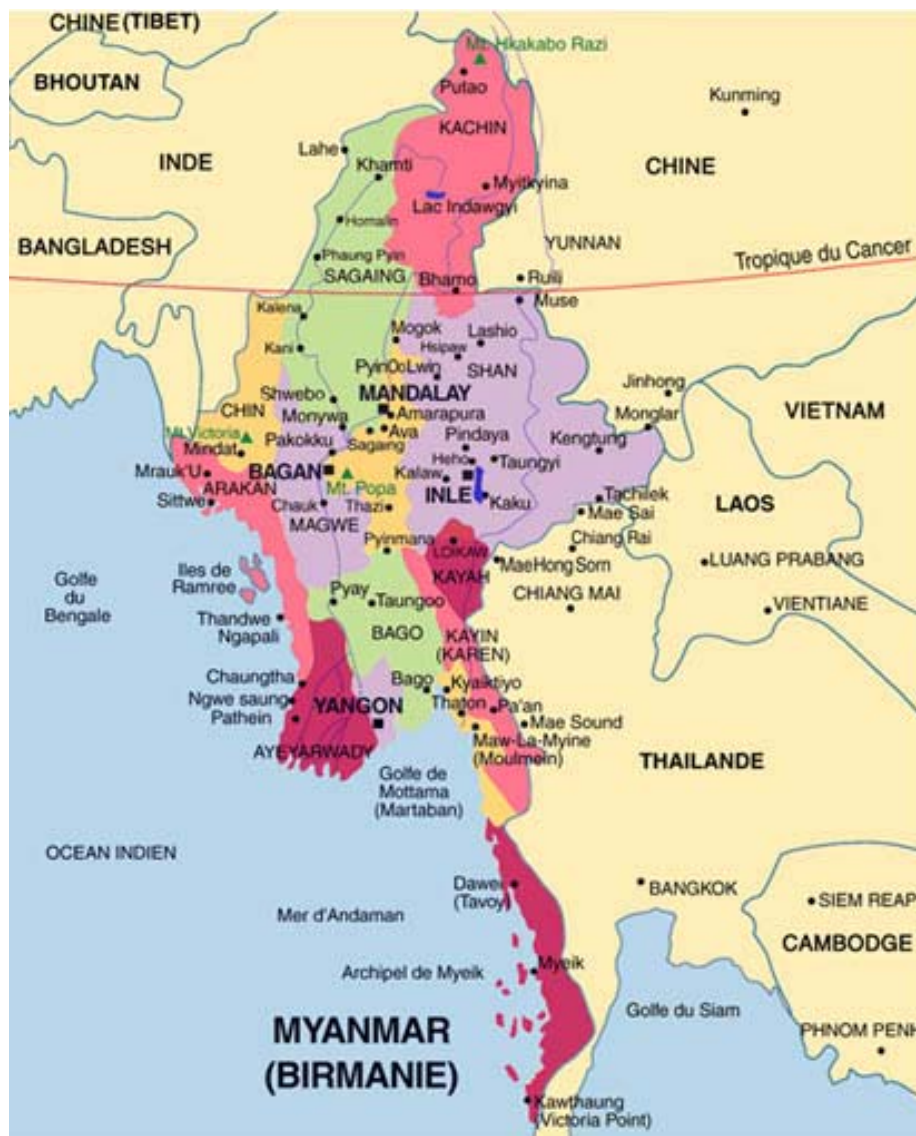 CHINE (TIBET)
Mt. Hkakabo Razi
BHOUTAN
Putao
Kunming
KACHIN
Lahe
INDE
Khamti
CHINE
Myitkyina
Lac Indawgyi
Homalin
BANGLADESH
YUNNAN
Phaung Pyin
Tropique du Cancer
SAGAING
Bhamo
Ruili
Muse
Kalena
Mogok
Lashio
Kani
Hsipaw
PyinOoLwin
SHAN
Jinhong
Shwebo
MANDALAY
CHIN
Amarapura
Monglar
VIETNAM
Monywa
Ava
Mt Victoria
Sagaing
Pindaya
Kengtung
Pakokku
Mindat
Heho
Taungyi
Mrauk'U
BAGAN
Kalaw
ARAKAN
Mt. Popa
INLE
Sittwe
Chauk
Thazi
Kaku
Tachilek
LAOS
MAGWE
Mae Sai
Pyinmana
Chiang Rai
LOIKAW
MaeHong Sorn
LUANG PRABANG
KAYAH
Golfe
du
Bengale
Iles de
Ramree
Pyay
Taungoo
CHIANG MAI
VIENTIANE
Thandwe
Ngapali
BAGO
KAYIN
(KAREN)
Chaungtha
Bago
Kyaiktiyo
Ngwe saung
YANGON
Thaton
Pa'an
Pathein
Mae Sound
AYEYARWADY
Maw-La-Myine
(Moulmein)
THAILANDE
Golfe de
Mottama
(Martaban)
OCEAN INDIEN
Dawei
(Tavoy)
BANGKOK
SIEM REAP
Mer d'Andaman
CAMBODGE
Myeik
Archipel de Myeik
Golfe du Siam
MYANMAR
(BIRMANIE)
PHNOM PENH
Kawthaung
(Victoria Point)